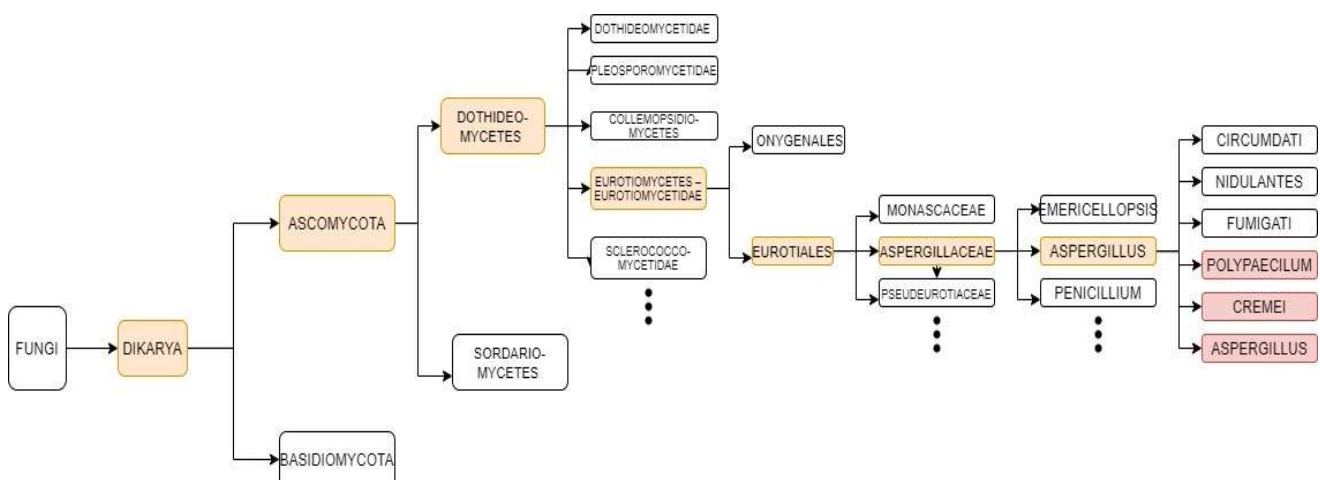 FUNGI
DIKARYA
ASCOMYCOTA
BASIDIOMYCOTA
DOTHIDEO-
MYCETES
SORDARIO-
MYCETES
DOTHIDEOMYCETIDAE
PLEOSPOROMYCETIDAE
COLLEMOPSIDIO-
MYCETES
EUROTIOMYCETES –
EUROTIOMYCETIDAE
SCLEROCOCCO-
MYCETIDAE
ONYGENALES
EUROTIALES
MONASCACEAE
ASPERGILLACEAE
PSEUDEUROTIACEAE
EMERICELLOPSIS
ASPERGILLUS
PENICILLIUM
CIRCUMDATI
NIDULANTES
FUMIGATI
POLYPAECILUM
CREMEI
ASPERGILLUS